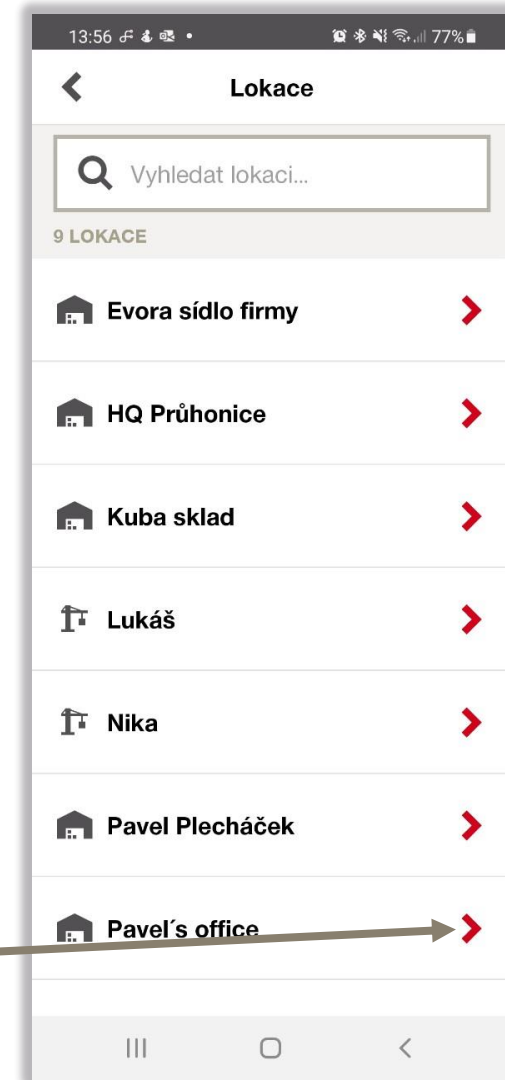 13:56 77%
Lokace
Vyhledat lokaci...
9 LOKACE
Evora sídlo firmy
HQ Průhonice
Kuba sklad
Lukáš
Nika
Pavel Plecháček
Pavel´s office